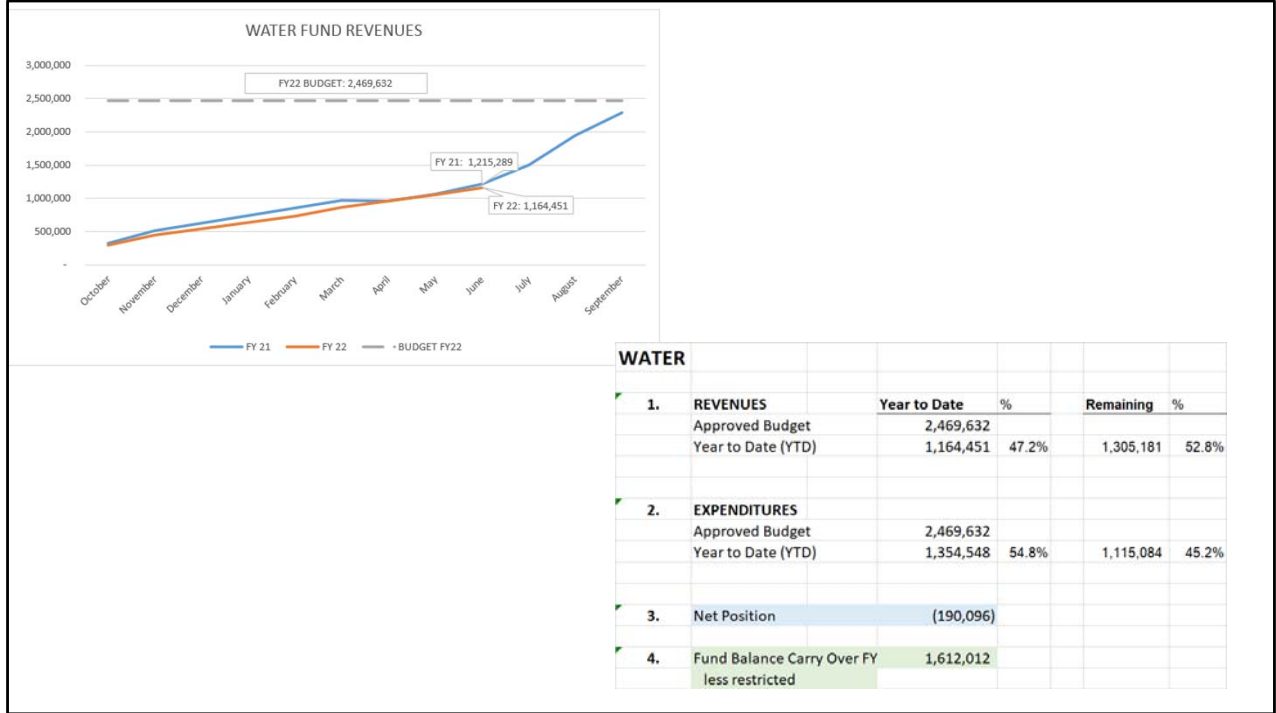 WATER FUND REVENUES
3,000,000
FY22 BUDGET: 2,469,632
2,500,000
2,000,000
1,500,000
FY 21: 1,215,289
1,000,000
FY 22: 1,164,451
500,000
-
October November December January February March April May June July August September
FY 21 FY 22 - BUDGET FY22
WATER
1. REVENUES Year to Date % Remaining %
Approved Budget 2,469,632
Year to Date (YTD) 1,164,451 47.2% 1,305,181 52.8%
2. EXPENDITURES
Approved Budget 2,469,632
Year to Date (YTD) 1,354,548 54.8% 1,115,084 45.2%
3. Net Position (190,096)
4. Fund Balance Carry Over FY 1,612,012
less restricted